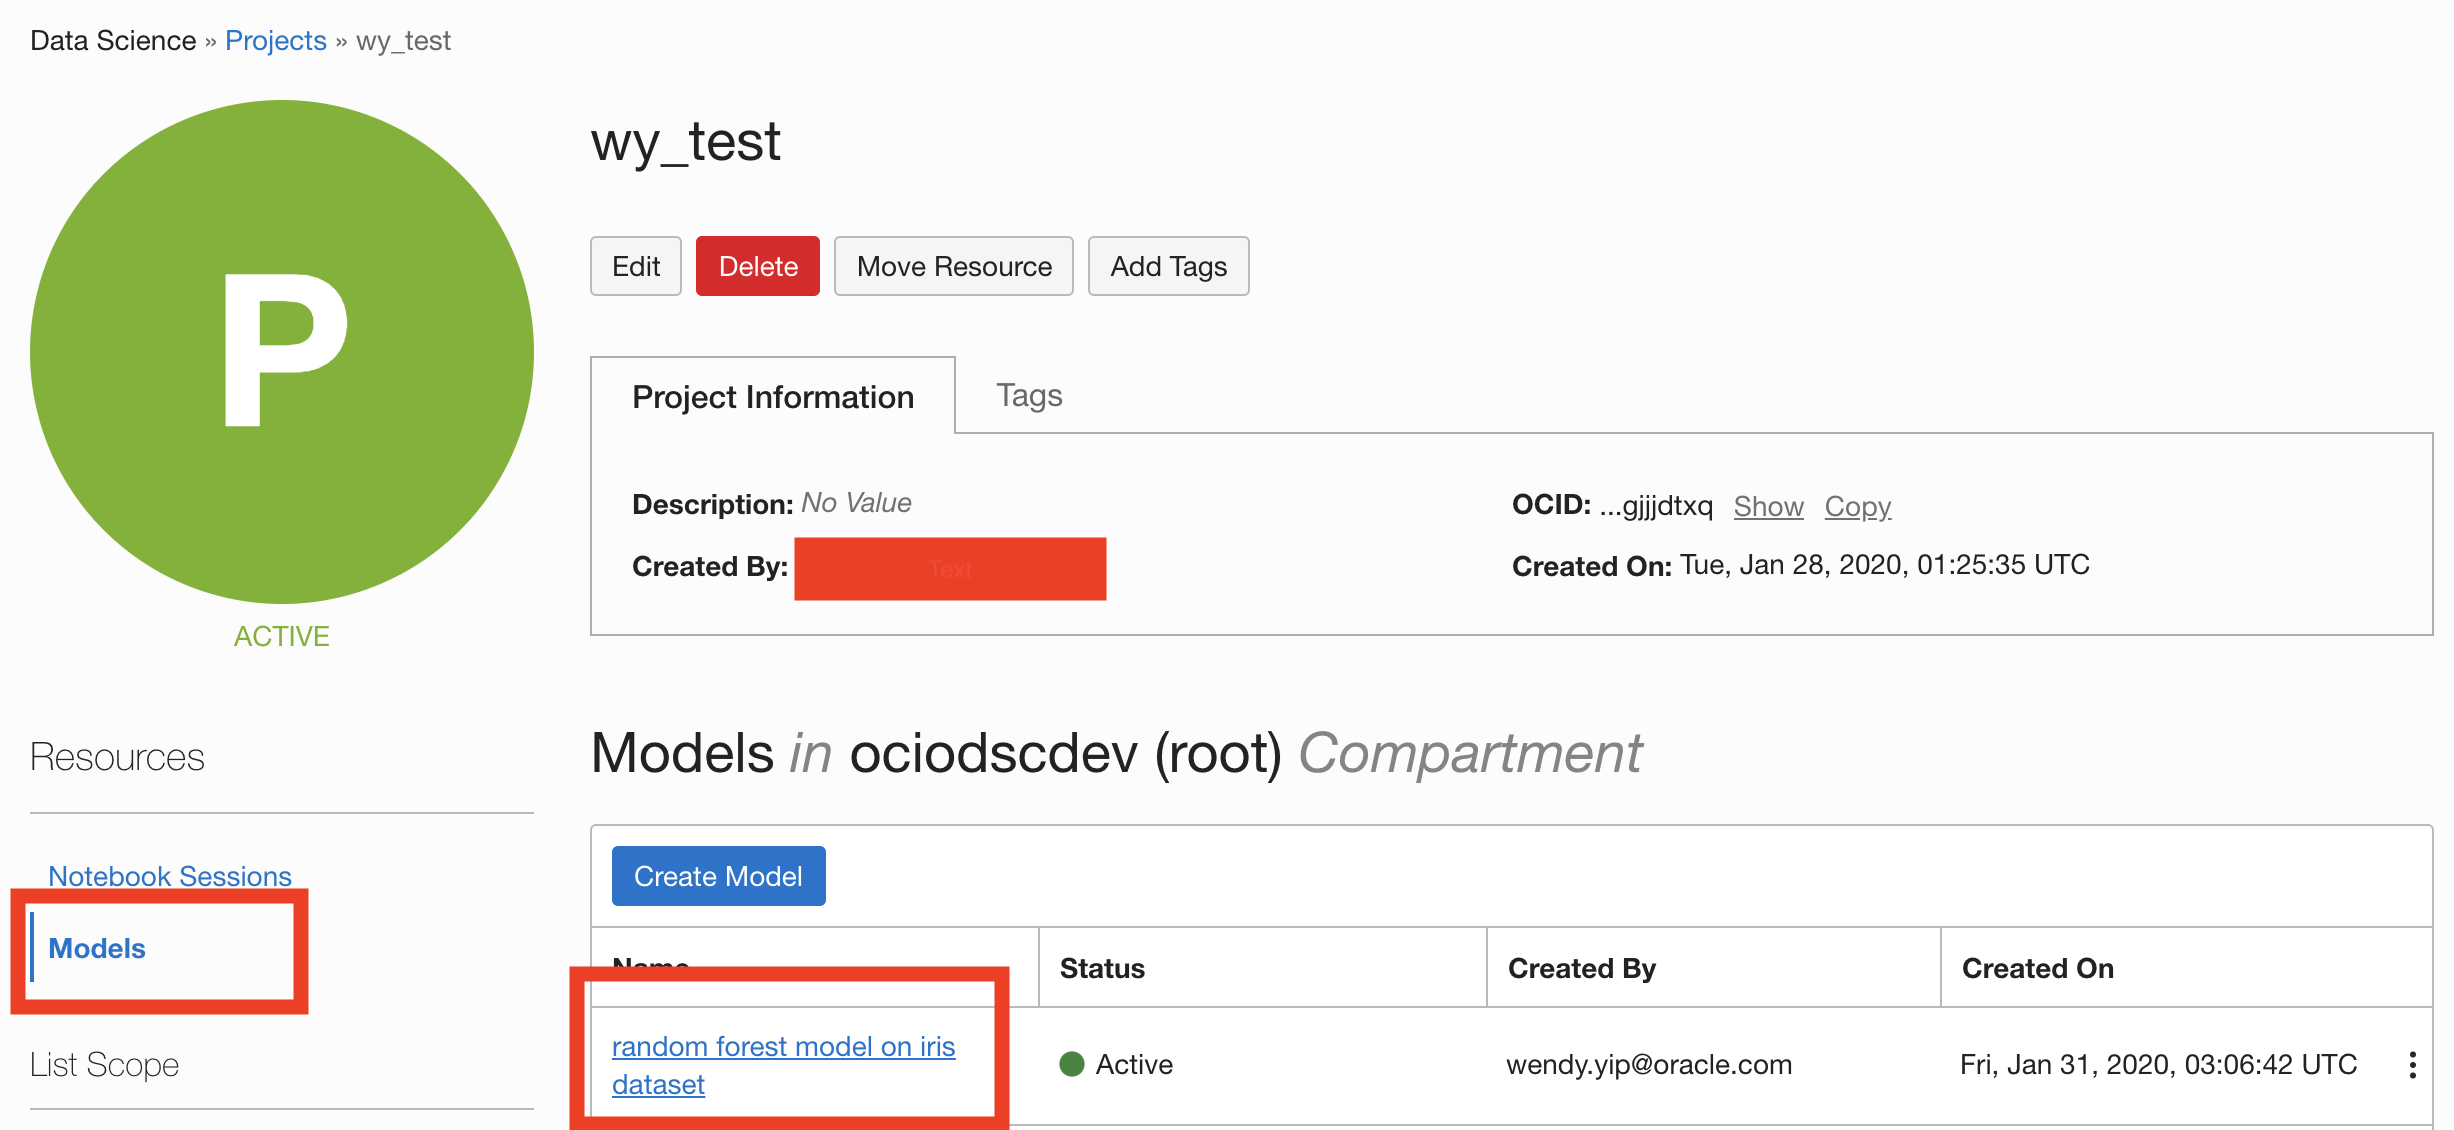 Data Science » Projects » wy_test
P
ACTIVE
wy_test
Edit Delete Move Resource Add Tags
Project Information Tags
Description: No Value OCID: ...gjjjdtxq Show Copy
Created By: Text Created On: Tue, Jan 28, 2020, 01:25:35 UTC
Resources
Notebook Sessions
Models
List Scope
Models in ociodscdev (root) Compartment
Create Model
Name Status Created By Created On
random forest model on iris
dataset
Active wendy.yip@oracle.com Fri, Jan 31, 2020, 03:06:42 UTC